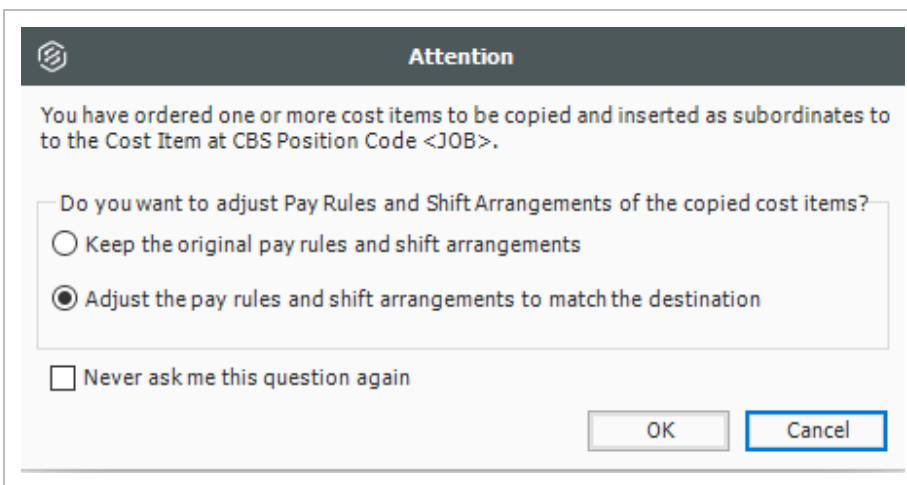 Attention
You have ordered one or more cost items to be copied and inserted as subordinates to
to the Cost Item at CBS Position Code <JOB>.
Do you want to adjust Pay Rules and Shift Arrangements of the copied cost items?
Keep the original pay rules and shift arrangements
Adjust the pay rules and shift arrangements to match the destination
Never ask me this question again
OK Cancel